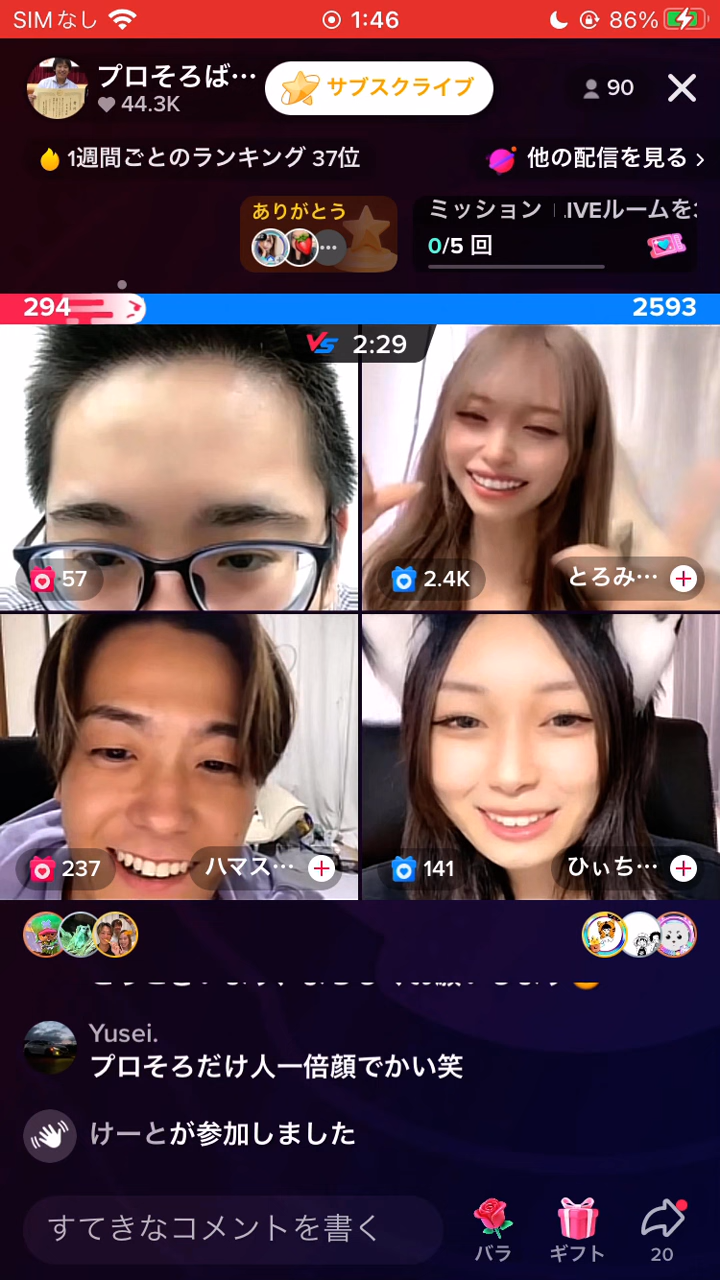 SIMなし 1:46 86%
プロそろば… サブスクライブ 90
44.3K
1週間ごとのランキング 37位 他の配信を見る
ありがとう ミッション
0/5 回
294 2593
VS 2:29
57 2.4K とろみ…
237 ハマス… 141 ひぃち…
Yusei.
プロそろだけ人一倍顔でかい笑
けーとが参加しました
すてきなコメントを書く バラ ギフト 20